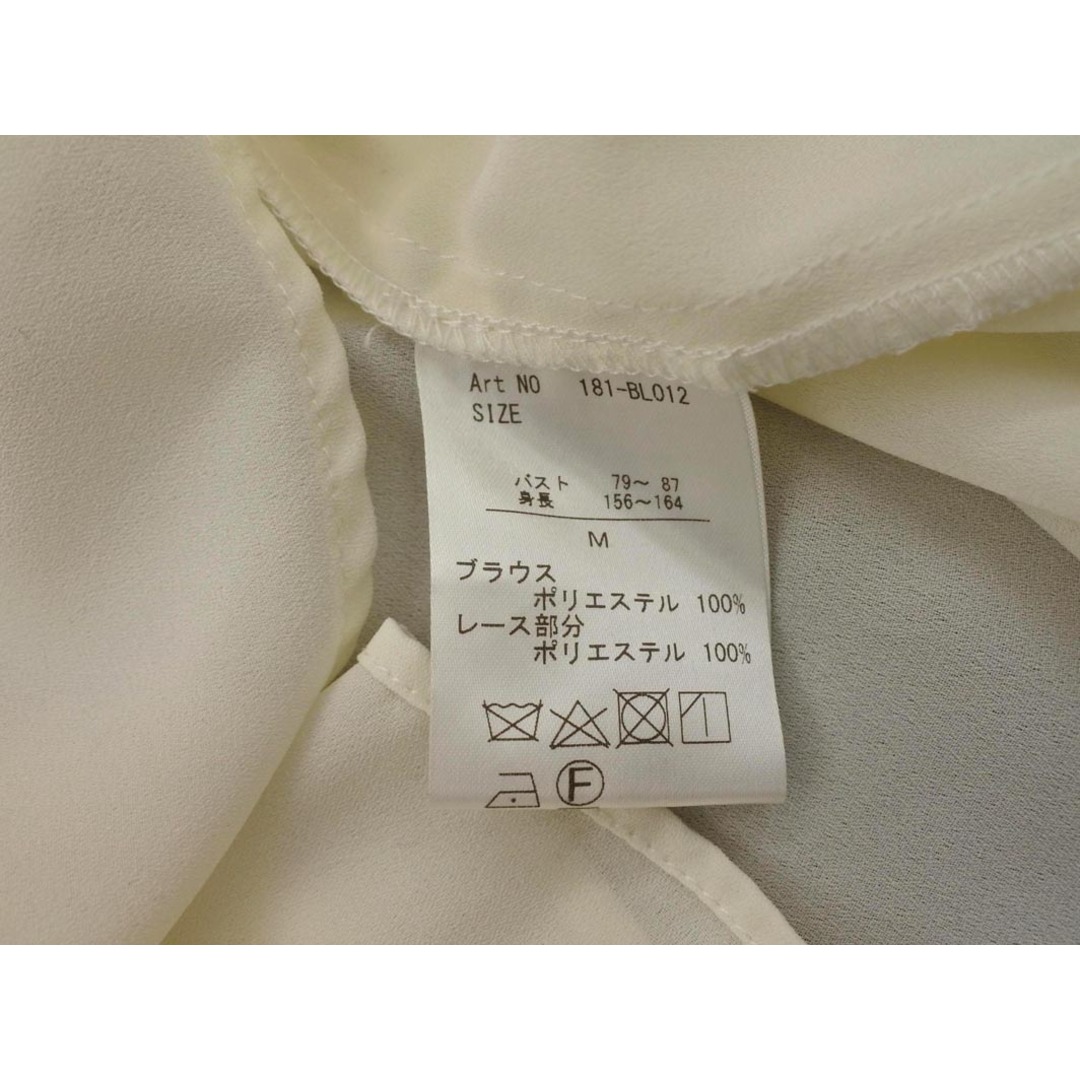 Art NO 181-BL012
SIZE
バスト 79～ 87
身長 156～164
M
ブラウス
ポリエステル 100%
レース部分
ポリエステル 100%
F